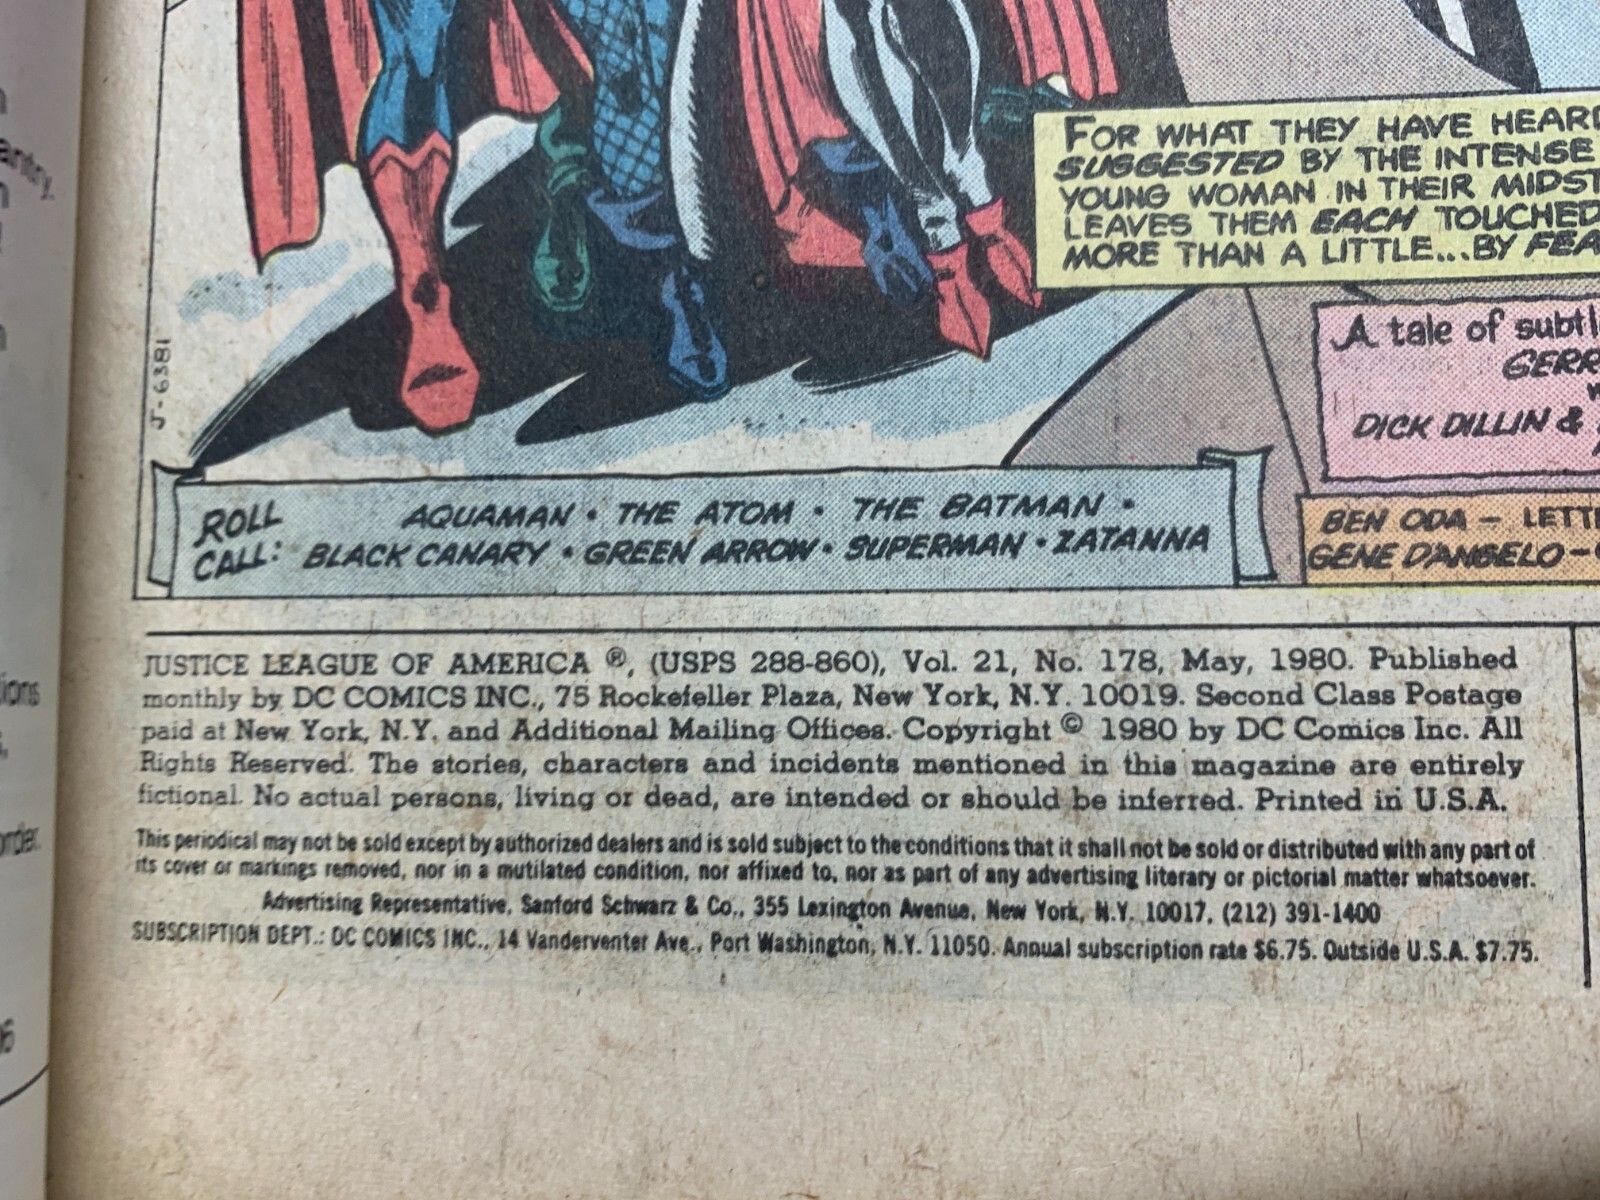 FOR WHAT THEY HAVE HEARD
SUGGESTED BY THE INTENSE
YOUNG WOMAN IN THEIR MIDST
LEAVES THEM EACH TOUCHED
MORE THAN A LITTLE...BY FEA
A tale of subtl
GERR
DICK DILLIN &
J-6381
ROLL CALL:
AQUAMAN • THE ATOM • THE BATMAN •
BLACK CANARY • GREEN ARROW • SUPERMAN • ZATANNA
BEN ODA – LETTE
GENE D'ANGELO –
JUSTICE LEAGUE OF AMERICA ®, (USPS 288-860), Vol. 21, No. 178, May, 1980. Published
monthly by DC COMICS INC., 75 Rockefeller Plaza, New York, N.Y. 10019. Second Class Postage
paid at New York, N.Y. and Additional Mailing Offices. Copyright © 1980 by DC Comics Inc. All
Rights Reserved. The stories, characters and incidents mentioned in this magazine are entirely
fictional. No actual persons, living or dead, are intended or should be inferred. Printed in U.S.A.
This periodical may not be sold except by authorized dealers and is sold subject to the conditions that it shall not be sold or distributed with any part of
its cover or markings removed, nor in a mutilated condition, nor affixed to, nor as part of any advertising literary or pictorial matter whatsoever.
Advertising Representative, Sanford Schwarz & Co., 355 Lexington Avenue, New York, N.Y. 10017, (212) 391-1400
SUBSCRIPTION DEPT.: DC COMICS INC., 14 Vanderventer Ave., Port Washington, N.Y. 11050. Annual subscription rate $6.75. Outside U.S.A. $7.75.